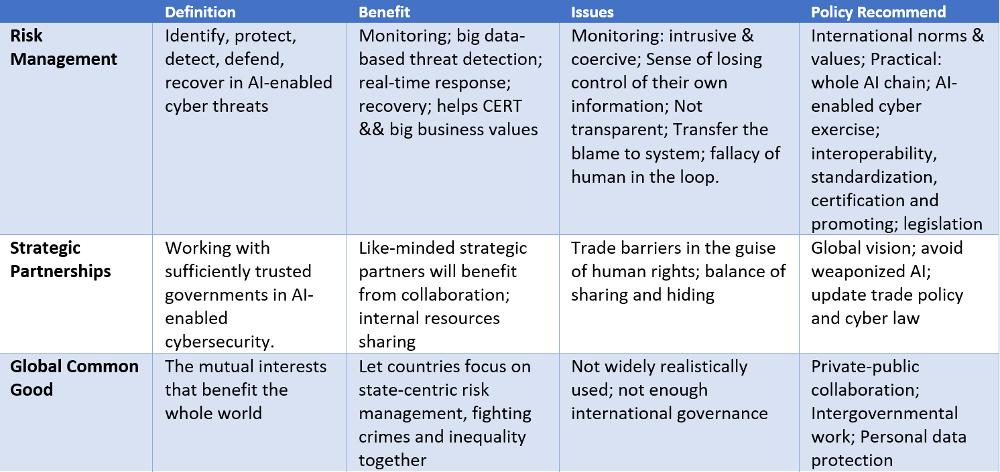 Definition
Benefit
Issues
Policy Recommend
Risk
Management
Identify, protect,
detect, defend,
recover in AI-enabled
cyber threats
Monitoring; big data-
based threat detection;
real-time response;
recovery; helps CERT
&& big business values
Monitoring: intrusive &
coercive; Sense of losing
control of their own
information; Not
transparent; Transfer the
blame to system; fallacy of
human in the loop.
International norms &
values; Practical:
whole AI chain; AI-
enabled cyber
exercise;
interoperability,
standardization,
certification and
promoting; legislation
Strategic
Partnerships
Working with
sufficiently trusted
governments in AI-
enabled
cybersecurity.
Like-minded strategic
partners will benefit
from collaboration;
internal resources
sharing
Trade barriers in the guise
of human rights; balance of
sharing and hiding
Global vision; avoid
weaponized AI;
update trade policy
and cyber law
Global Common
Good
The mutual interests
that benefit the
whole world
Let countries focus on
state-centric risk
management, fighting
crimes and inequality
together
Not widely realistically
used; not enough
international governance
Private-public
collaboration;
Intergovernmental
work; Personal data
protection